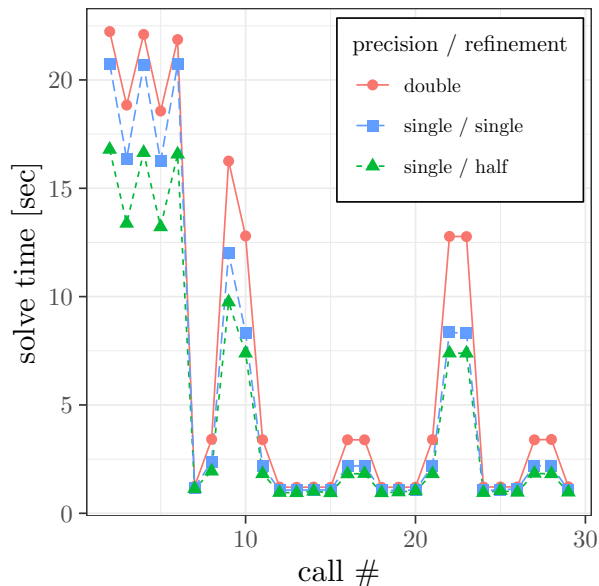 precision / refinement
double
single / single
single / half
solve time [sec]
20
15
10
5
0
10
20
30
call #